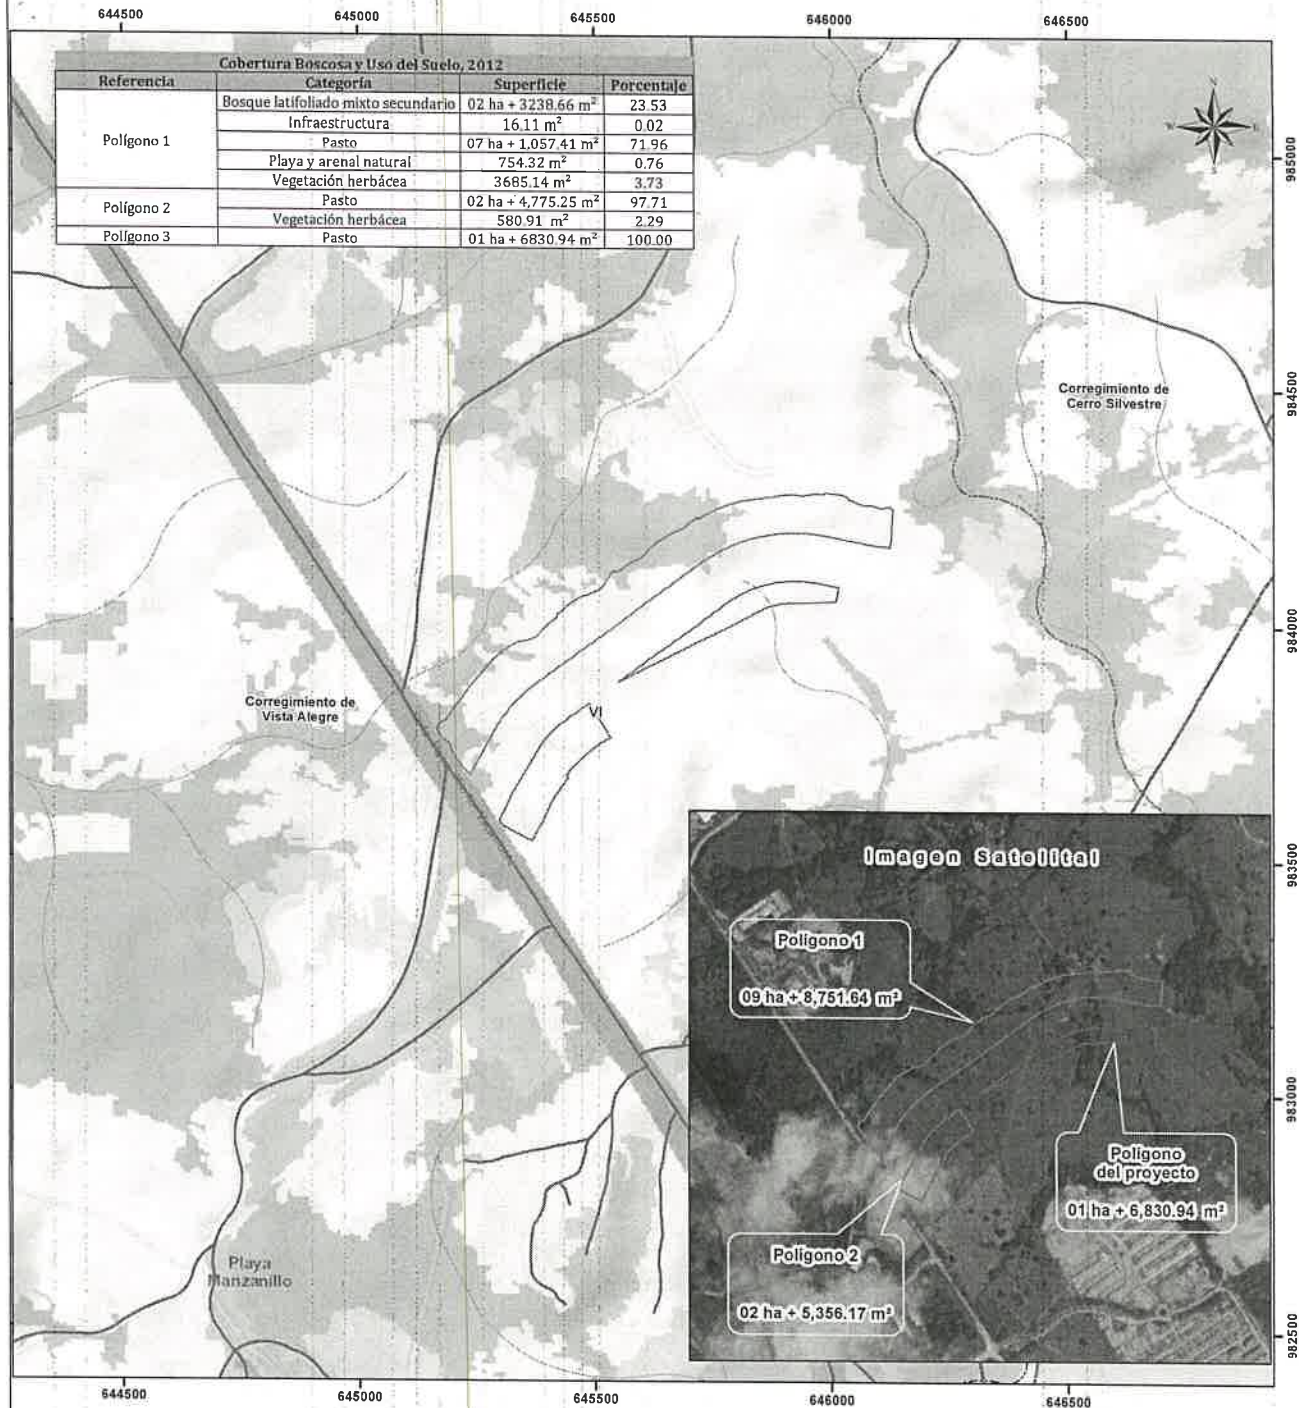 644500 645000 645500 646000 646500
Cobertura Boscosa y Uso del Suelo, 2012
Referencia Categoría Superficie Porcentaje
Polígono 1
Bosque latifoliado mixto secundario 02 ha + 3238.66 m² 23.53
Infraestructura 16.11 m² 0.02
Pasto 07 ha + 1,057.41 m² 71.96
Playa y arenal natural 754.32 m² 0.76
Vegetación herbácea 3685.14 m² 3.73
Polígono 2
Pasto 02 ha + 4,775.25 m² 97.71
Vegetación herbácea 580.91 m² 2.29
Polígono 3 Pasto 01 ha + 6830.94 m² 100.00
N
W E
S
985000
984500
984000
983500
983000
982500
Corregimiento de
Cerro Silvestre
Corregimiento de
Vista Alegre
VI
Playa
Manzanillo
Imagen Satelital
Polígono 1
09 ha + 8,751.64 m²
Polígono
del proyecto
01 ha + 6,830.94 m²
Polígono 2
02 ha + 5,356.17 m²
644500 645000 645500 646000 646500